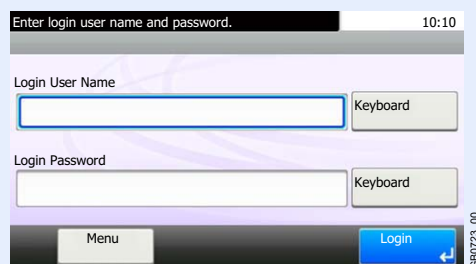 Enter login user name and password. 10:10
Login User Name
Keyboard
Login Password
Keyboard
Menu Login